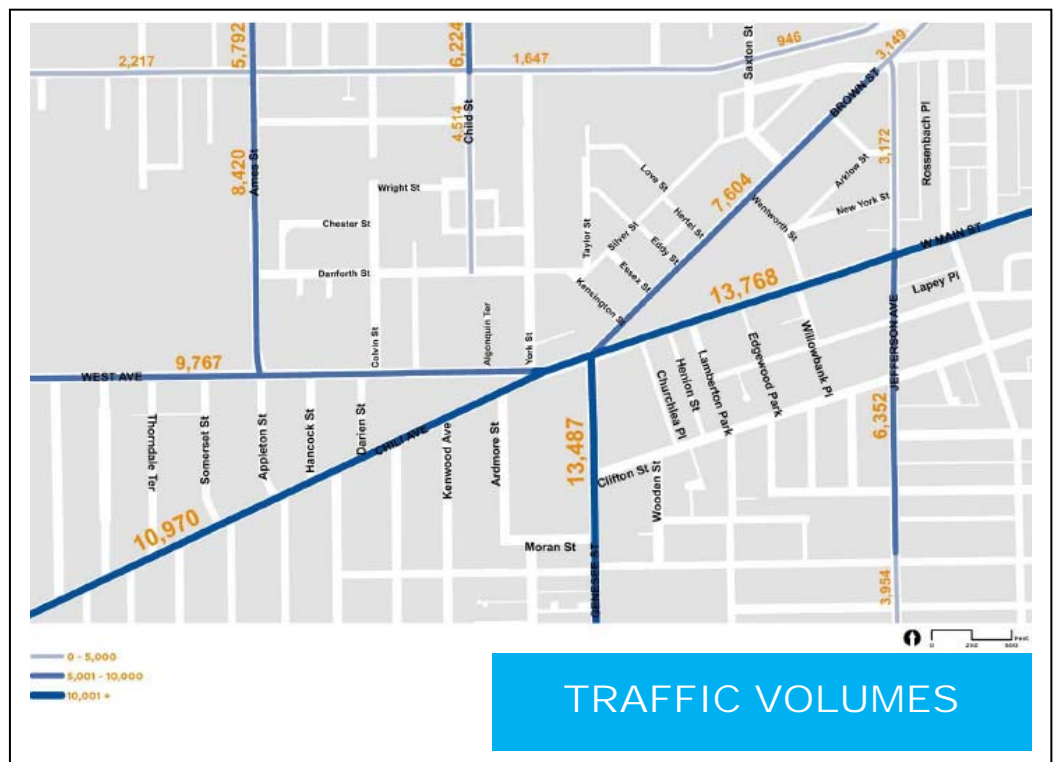 946
3,149
2,217
5,792
6,224
1,647
Saxton St
BROWN ST
4,514
Child St
3,172
Rossenbach Pl
8,420
Ames St
Wright St
Love St
7,604
Arklow St
New York St
Wentworth St
Chester St
Taylor St
Silver St
Hertel St
Eddy St
Essex St
W MAIN ST
Danforth St
Kensington St
13,768
Lapey Pl
Colvin St
Algonquin Ter
York St
9,767
WEST AVE
Churchlea Pl
Henion St
Lamberton Park
Edgewood Park
Willowbank Pl
JEFFERSON AVE
6,352
Thorndale Ter
Somerset St
Appleton St
Hancock St
Darien St
CHILI AVE
Kenwood Ave
Ardmore St
13,487
Clifton St
Wooden St
10,970
Moran St
GENESEE ST
3,954
Feet
0 250 500
0 - 5,000
5,001 - 10,000
10,001 +
TRAFFIC VOLUMES